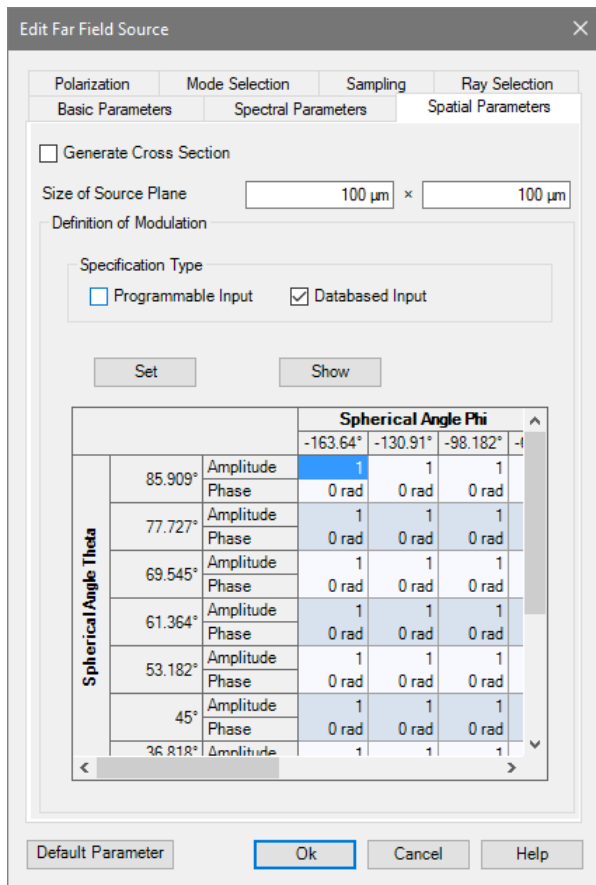 Edit Far Field Source
Polarization Mode Selection Sampling Ray Selection
Basic Parameters Spectral Parameters Spatial Parameters
Generate Cross Section
Size of Source Plane 100 µm × 100 µm
Definition of Modulation
Specification Type
Programmable Input Databased Input
Set Show
Spherical Angle Phi
-163.64° -130.91° -98.182°
Spherical Angle Theta
85.909° Amplitude 1 1 1
Phase 0 rad 0 rad 0 rad
77.727° Amplitude 1 1 1
Phase 0 rad 0 rad 0 rad
69.545° Amplitude 1 1 1
Phase 0 rad 0 rad 0 rad
61.364° Amplitude 1 1 1
Phase 0 rad 0 rad 0 rad
53.182° Amplitude 1 1 1
Phase 0 rad 0 rad 0 rad
45° Amplitude 1 1 1
Phase 0 rad 0 rad 0 rad
36.818° Amplitude 1 1 1
Default Parameter Ok Cancel Help